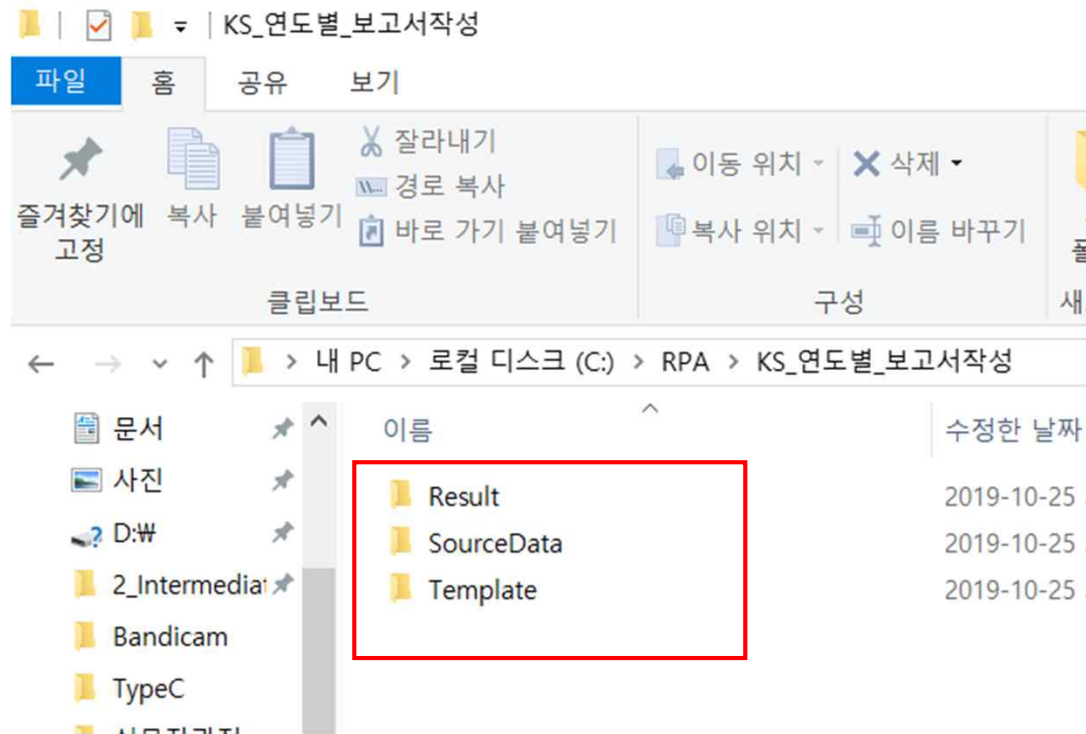 KS_연도별_보고서작성
파일 홈 공유 보기
잘라내기
경로 복사
바로 가기 붙여넣기
즐겨찾기에
고정
복사 붙여넣기
클립보드
이동 위치 삭제
복사 위치 이름 바꾸기
구성
새
내 PC > 로컬 디스크 (C:) > RPA > KS_연도별_보고서작성
문서
사진
D:₩
2_Intermediat
Bandicam
TypeC
이름 수정한 날짜
Result 2019-10-25
SourceData 2019-10-25
Template 2019-10-25